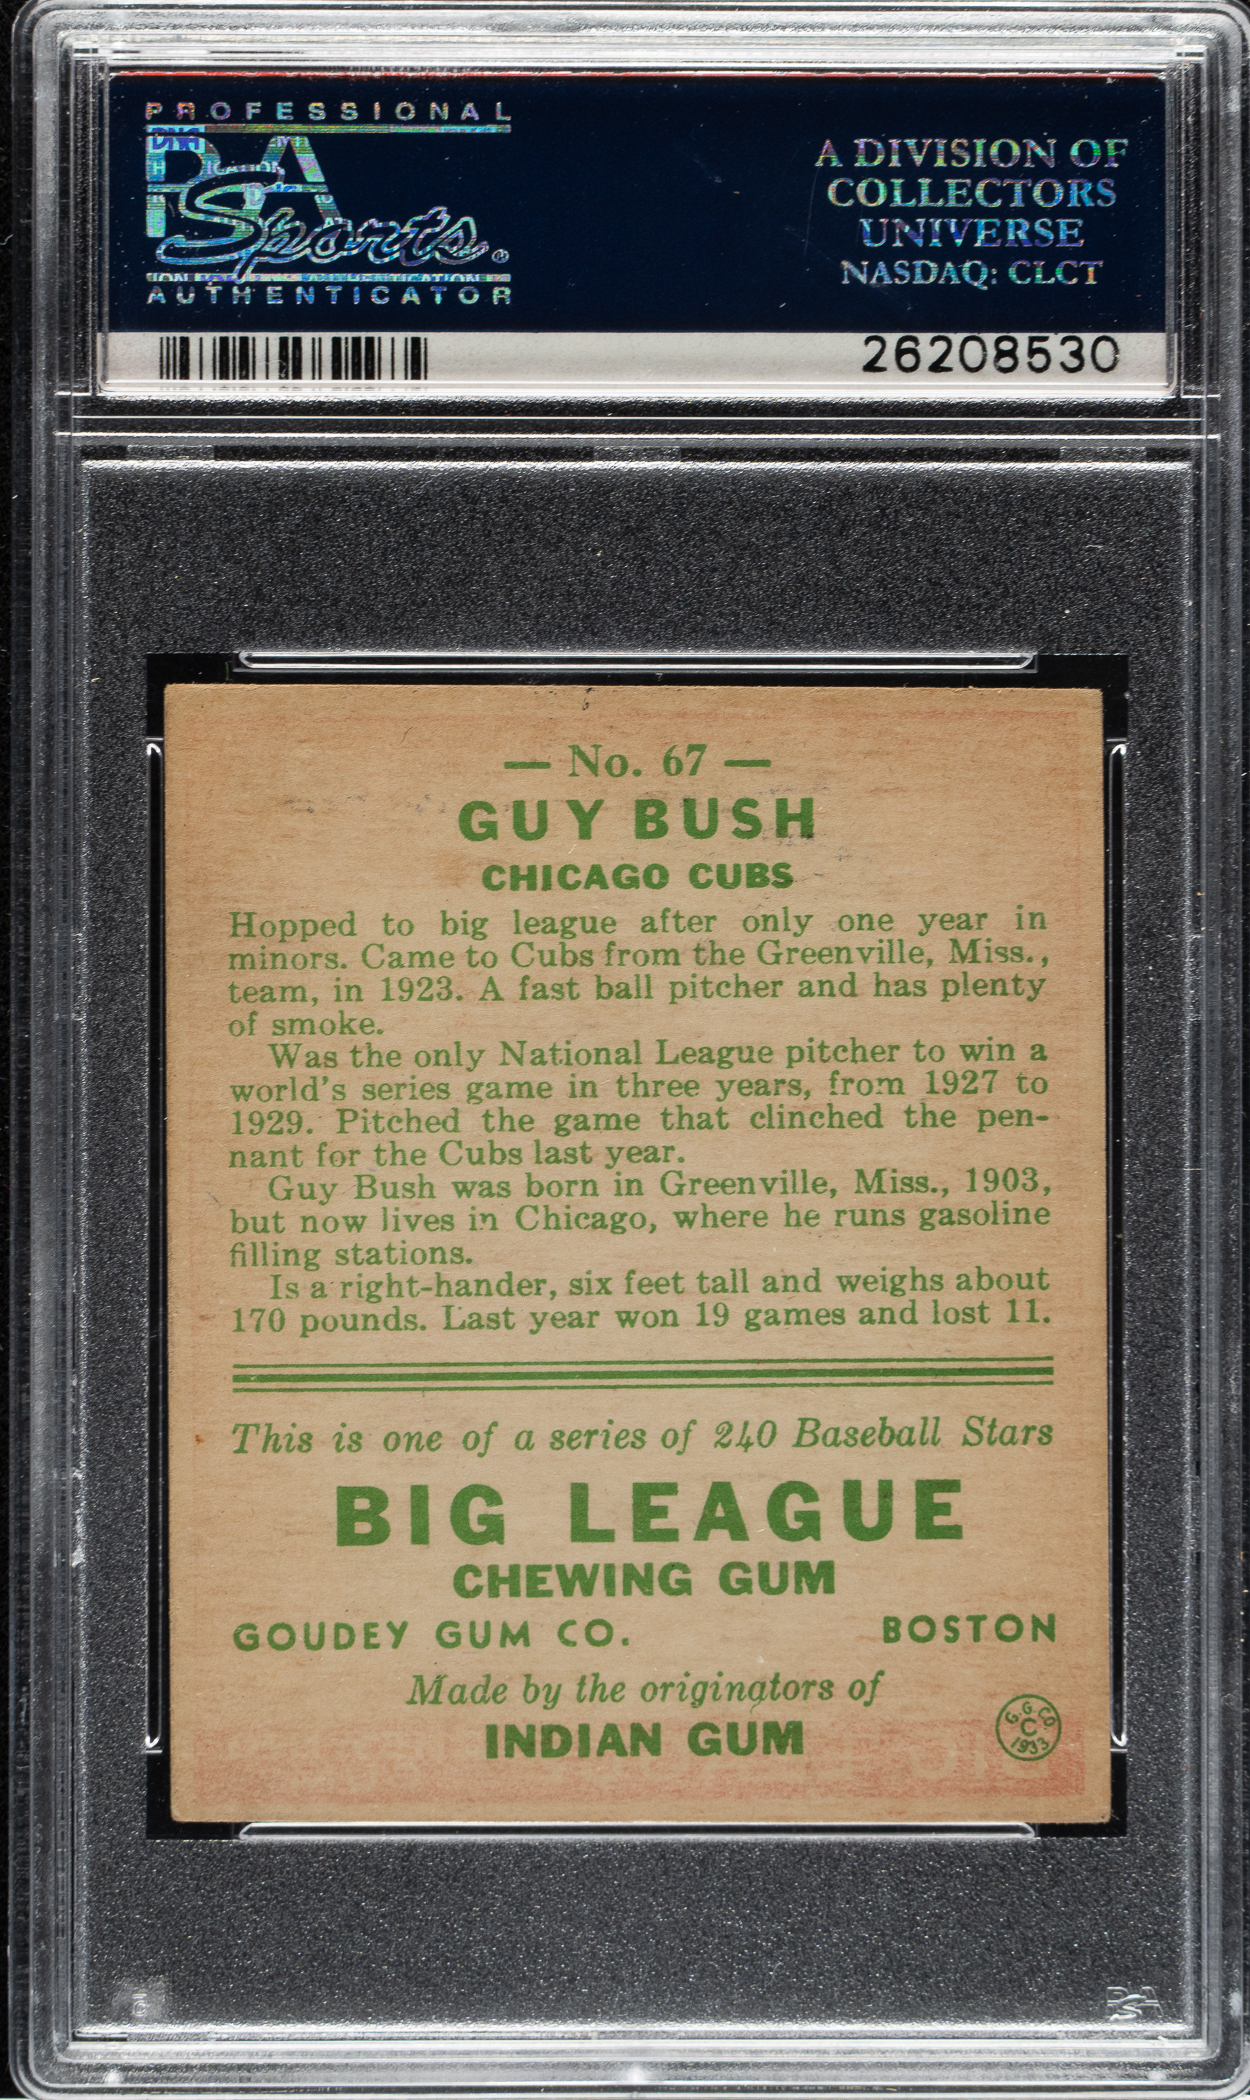 PROFESSIONAL
PSA
Sports®
AUTHENTICATOR
A DIVISION OF
COLLECTORS
UNIVERSE
NASDAQ: CLCT
26208530
— No. 67 —
GUY BUSH
CHICAGO CUBS
Hopped to big league after only one year in
minors. Came to Cubs from the Greenville, Miss.,
team, in 1923. A fast ball pitcher and has plenty
of smoke.
Was the only National League pitcher to win a
world's series game in three years, from 1927 to
1929. Pitched the game that clinched the pen-
nant for the Cubs last year.
Guy Bush was born in Greenville, Miss., 1903,
but now lives in Chicago, where he runs gasoline
filling stations.
Is a right-hander, six feet tall and weighs about
170 pounds. Last year won 19 games and lost 11.
This is one of a series of 240 Baseball Stars
BIG LEAGUE
CHEWING GUM
GOUDEY GUM CO. BOSTON
Made by the originators of
INDIAN GUM
G.G.CO.
C
1933
PSA